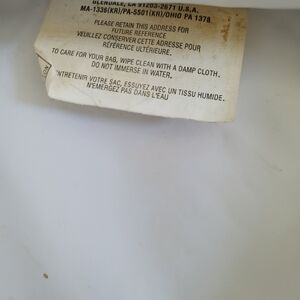 GLENDALE, CA 91203-2671 U.S.A.
MA-1336(KR)/PA-5501(KR)/OHIO PA 1378
PLEASE RETAIN THIS ADDRESS FOR
FUTURE REFERENCE
VEUILLEZ CONSERVER CETTE ADRESSE POUR
RÉFÉRENCE ULTÉRIEURE.
TO CARE FOR YOUR BAG, WIPE CLEAN WITH A DAMP CLOTH.
DO NOT IMMERSE IN WATER.
ENTRETENIR VOTRE SAC, ESSUYEZ AVEC UN TISSU HUMIDE.
N'EMERGEZ PAS DANS L'EAU